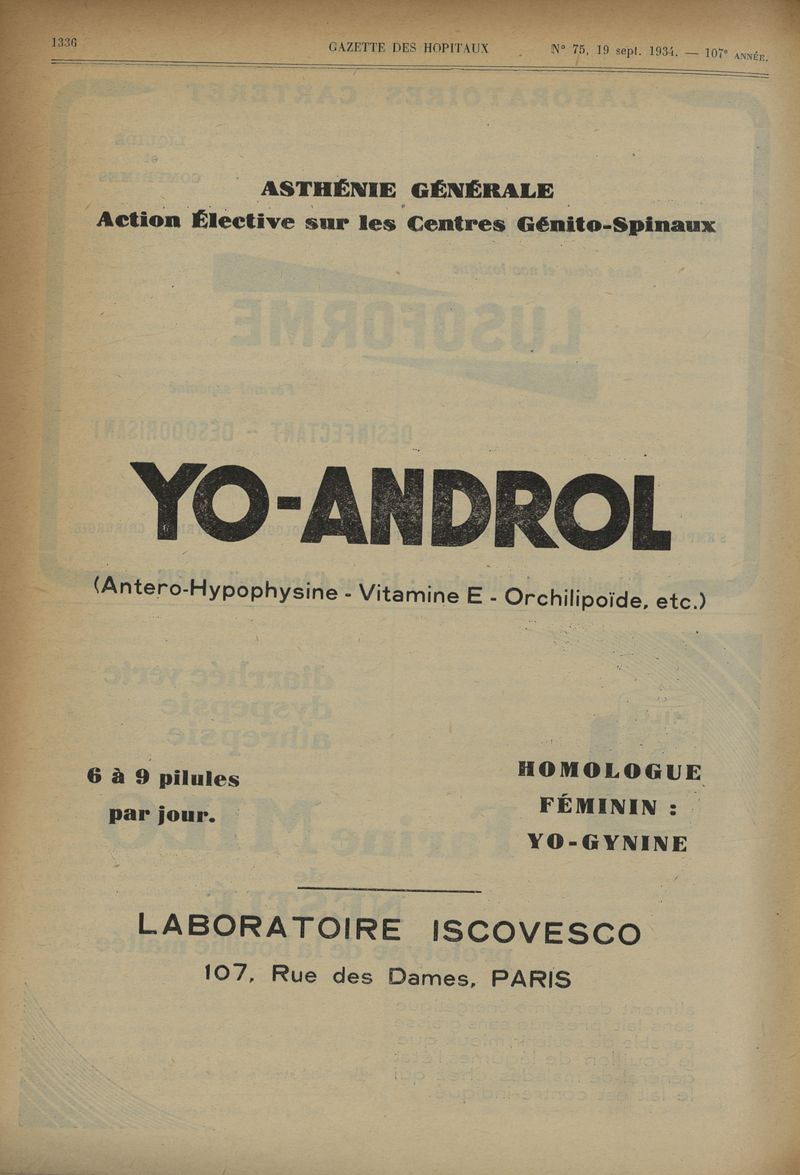 1336 GAZETTE DES HOPITAUX N° 75, 19 sept. 1934. — 107e ANNÉE.
ASTHÉNIE GÉNÉRALE
Action Élective sur les Centres Génito-Spinaux
YO-ANDROL
(Antero-Hypophysine - Vitamine E - Orchilipoïde, etc.)
6 à 9 pilules
par jour.
HOMOLOGUE
FÉMININ :
YO-GYNINE
LABORATOIRE ISCOVESCO
107, Rue des Dames, PARIS